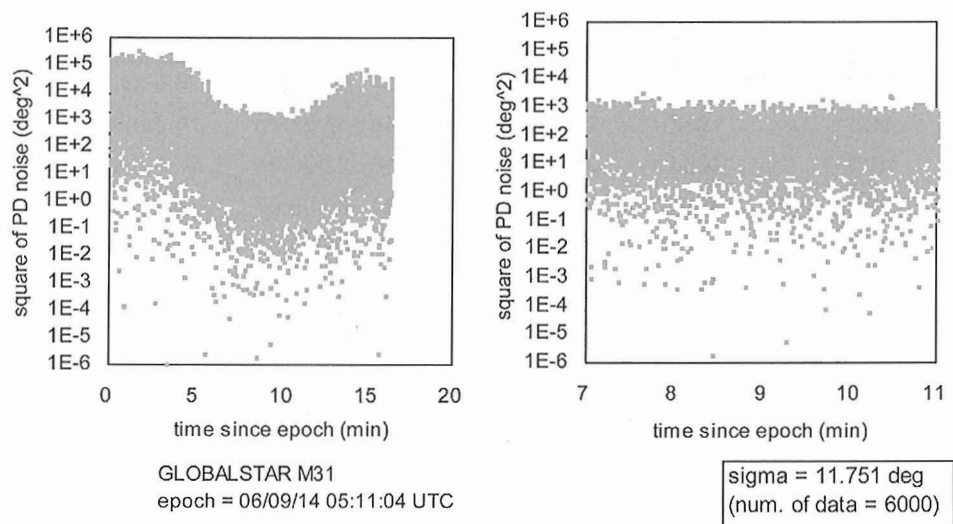 1E+6
1E+5
1E+4
1E+3
1E+2
1E+1
1E+0
1E-1
1E-2
1E-3
1E-4
1E-5
1E-6
square of PD noise (deg^2)
0 5 10 15 20
time since epoch (min)
GLOBALSTAR M31
epoch = 06/09/14 05:11:04 UTC
1E+6
1E+5
1E+4
1E+3
1E+2
1E+1
1E+0
1E-1
1E-2
1E-3
1E-4
1E-5
1E-6
square of PD noise (deg^2)
7 8 9 10 11
time since epoch (min)
sigma = 11.751 deg
(num. of data = 6000)